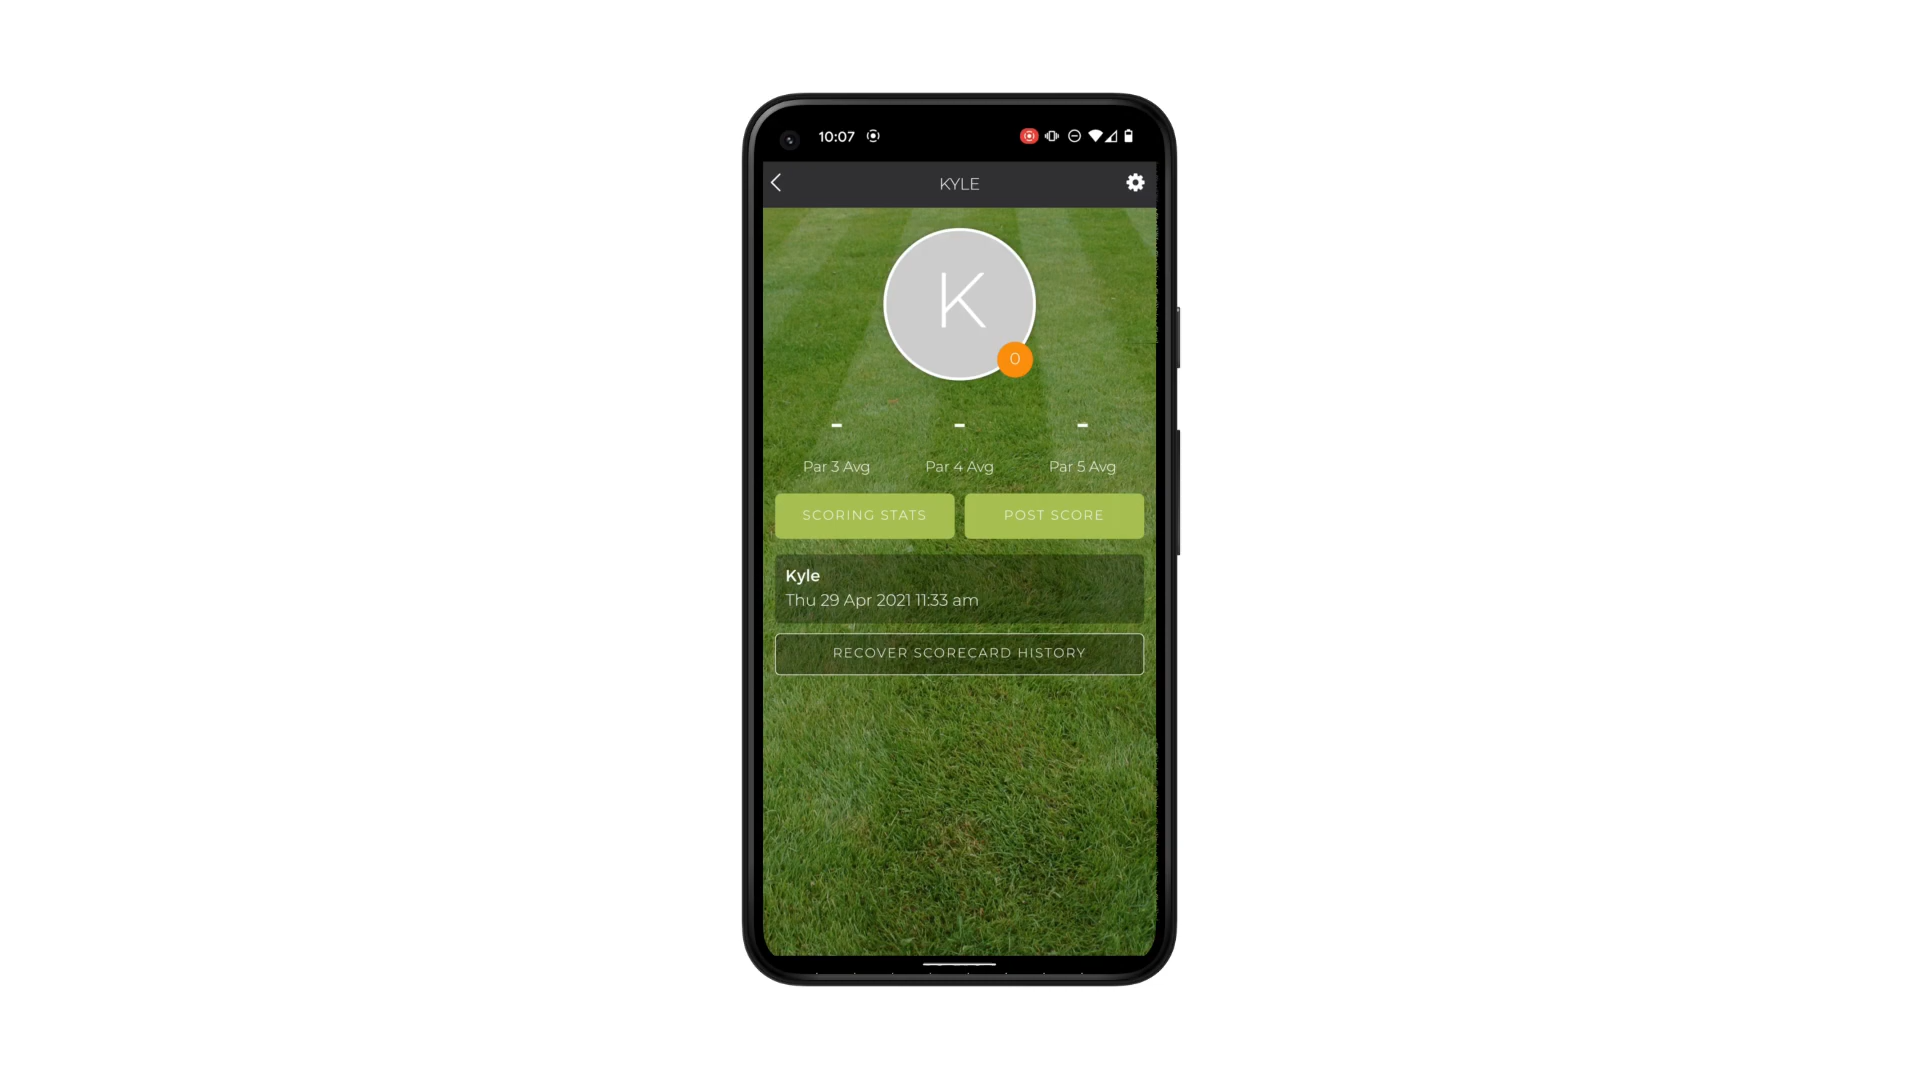 10:07
KYLE
K
0
- - -
Par 3 Avg Par 4 Avg Par 5 Avg
SCORING STATS POST SCORE
Kyle
Thu 29 Apr 2021 11:33 am
RECOVER SCORECARD HISTORY